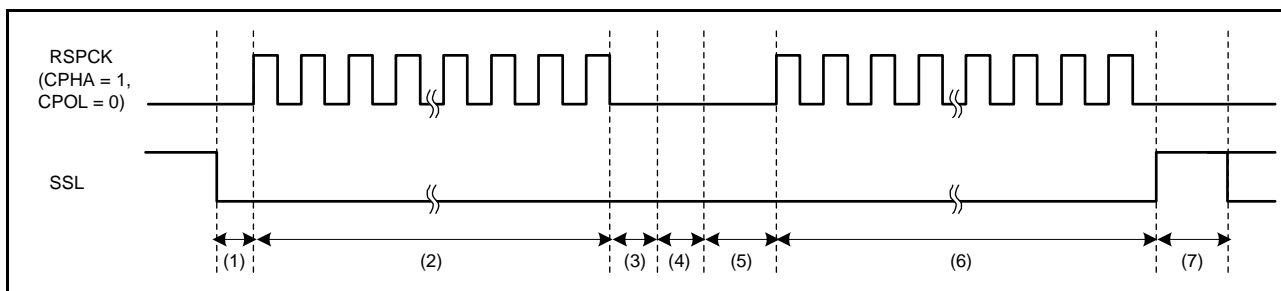 RSPCK
(CPHA = 1,
CPOL = 0)
SSL
(1) (2) (3) (4) (5) (6) (7)